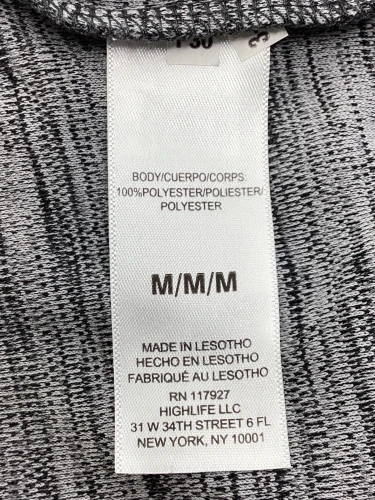 BODY/CUERPO/CORPS:
100%POLYESTER/POLIESTER/
POLYESTER
M/M/M
MADE IN LESOTHO
HECHO EN LESOTHO
FABRIQUÉ AU LESOTHO
RN 117927
HIGHLIFE LLC
31 W 34TH STREET 6 FL
NEW YORK, NY 10001